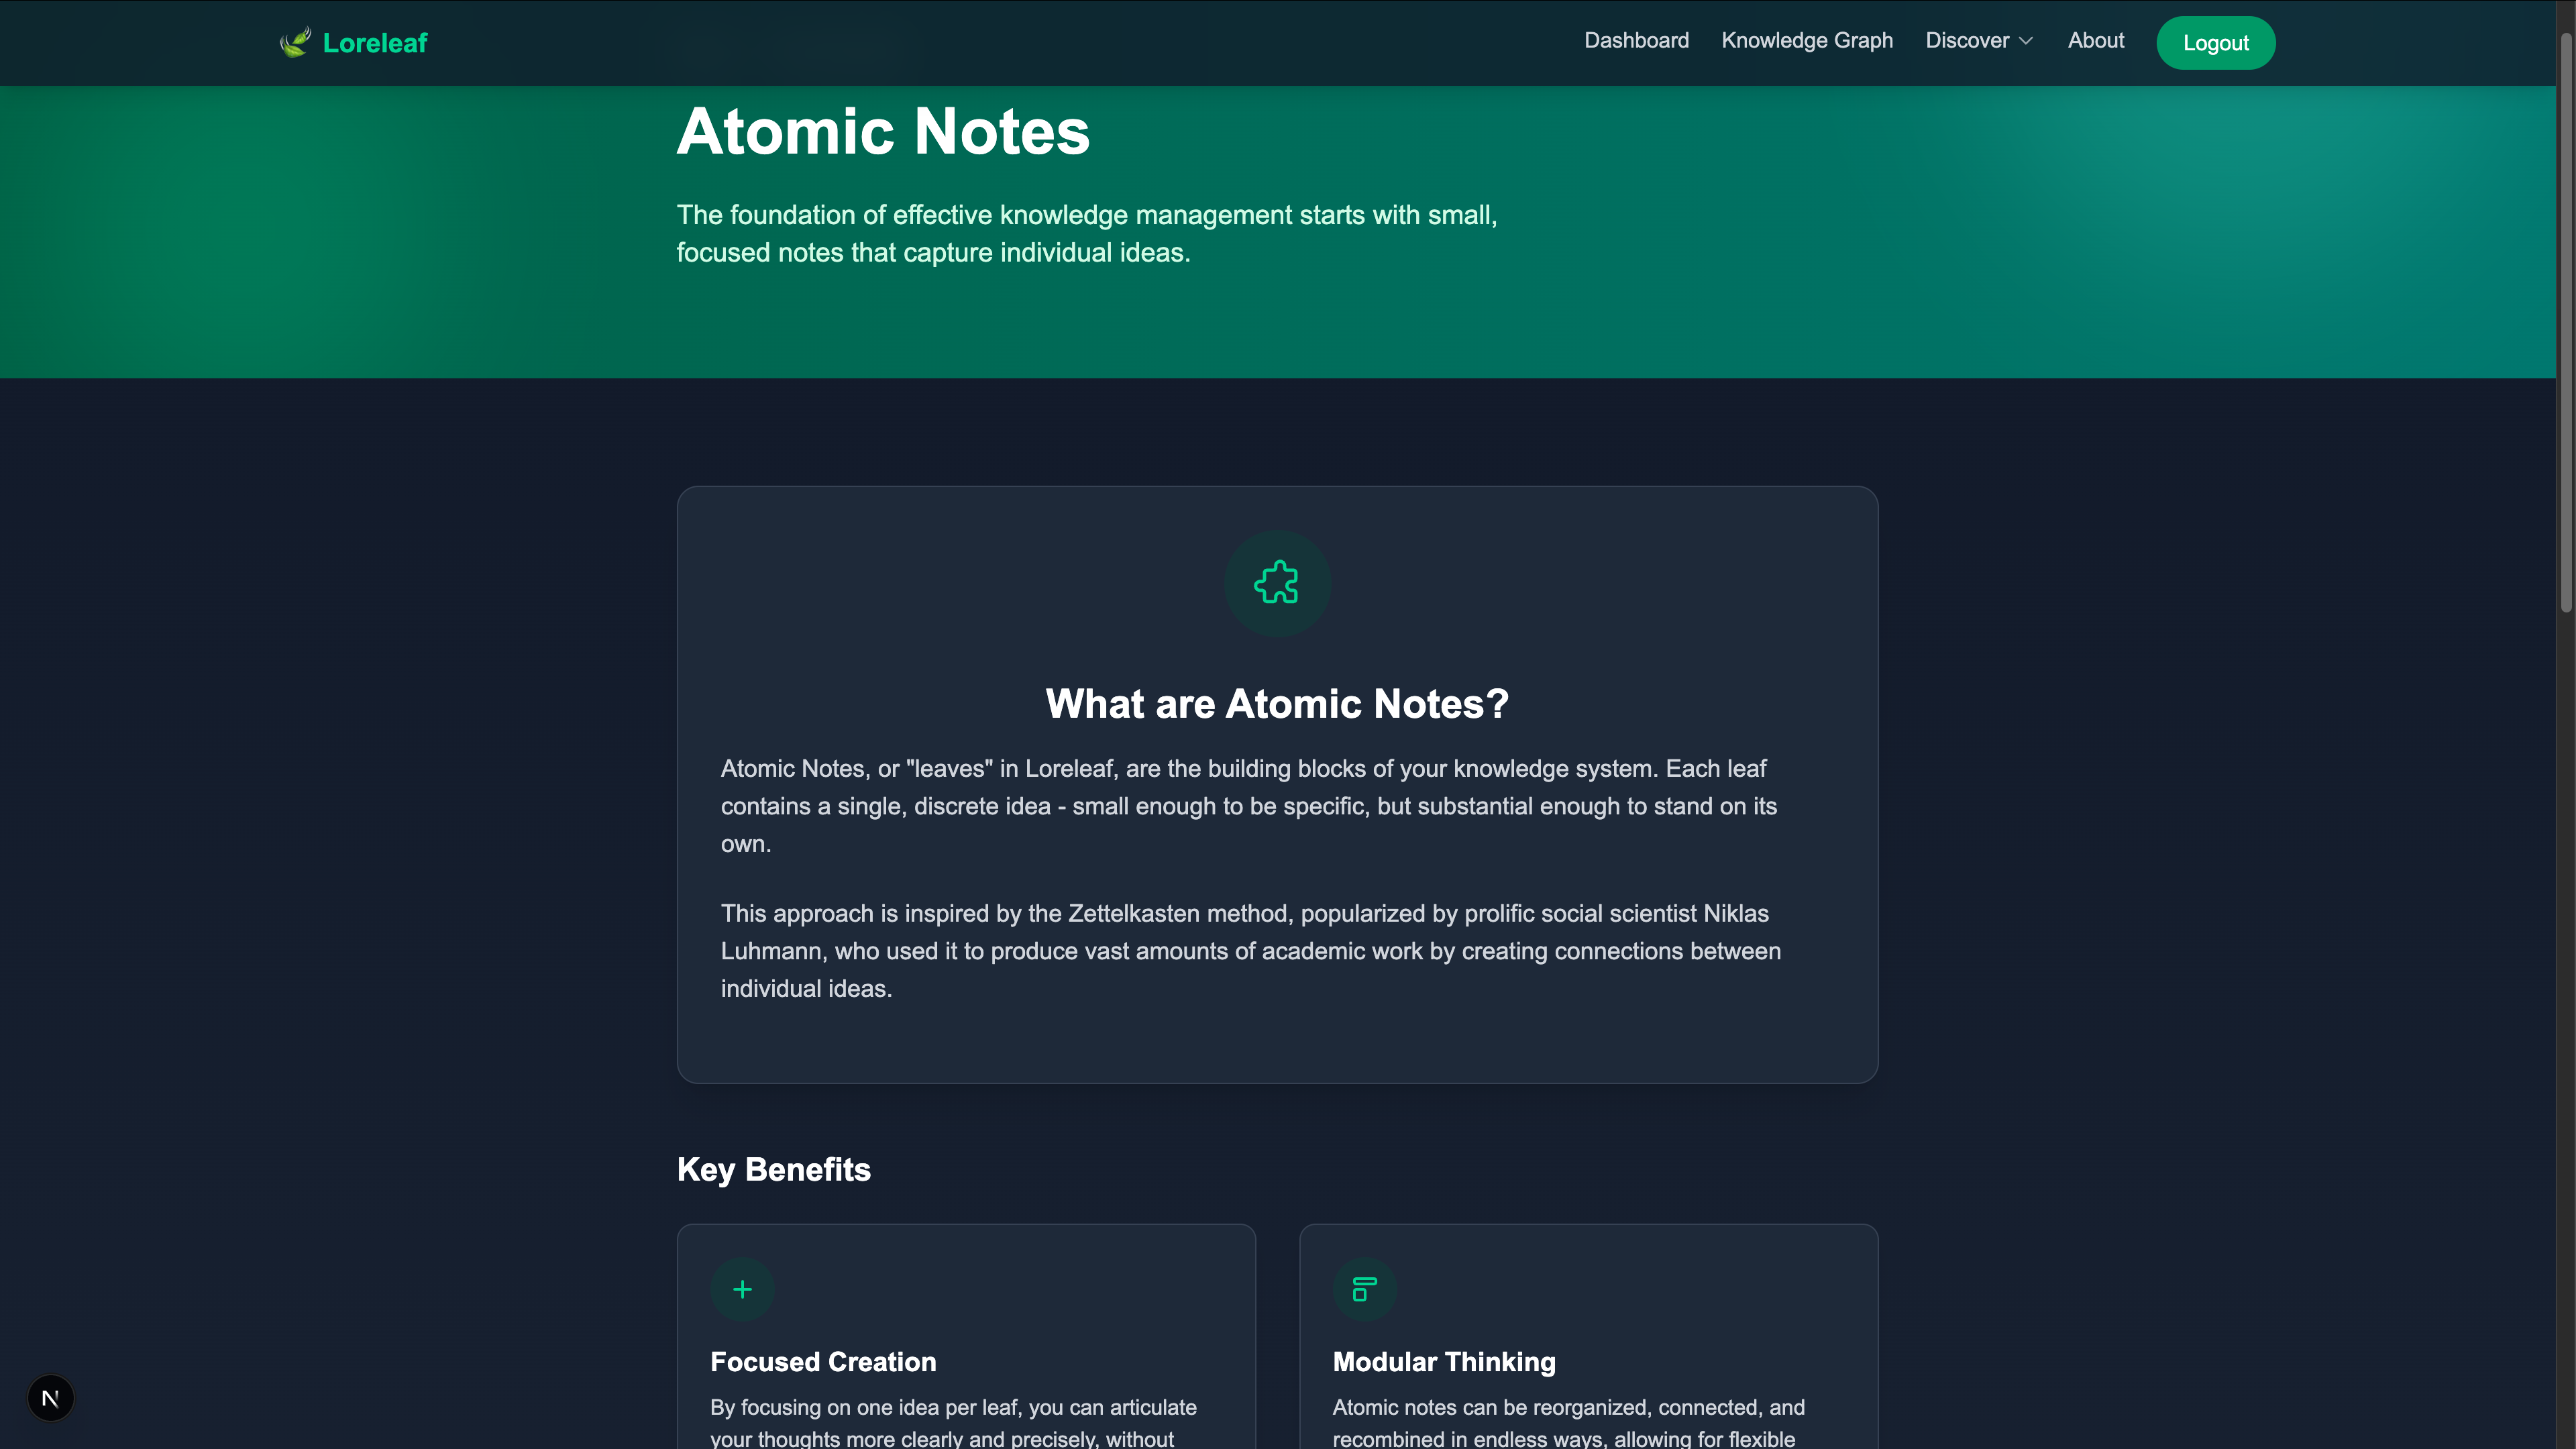 Loreleaf
Dashboard
Knowledge Graph
Discover
About
Logout
Atomic Notes
The foundation of effective knowledge management starts with small,
focused notes that capture individual ideas.
What are Atomic Notes?
Atomic Notes, or "leaves" in Loreleaf, are the building blocks of your knowledge system. Each leaf
contains a single, discrete idea - small enough to be specific, but substantial enough to stand on its
own.
This approach is inspired by the Zettelkasten method, popularized by prolific social scientist Niklas
Luhmann, who used it to produce vast amounts of academic work by creating connections between
individual ideas.
Key Benefits
Focused Creation
By focusing on one idea per leaf, you can articulate
your thoughts more clearly and precisely, without
Modular Thinking
Atomic notes can be reorganized, connected, and
recombined in endless ways, allowing for flexible
N